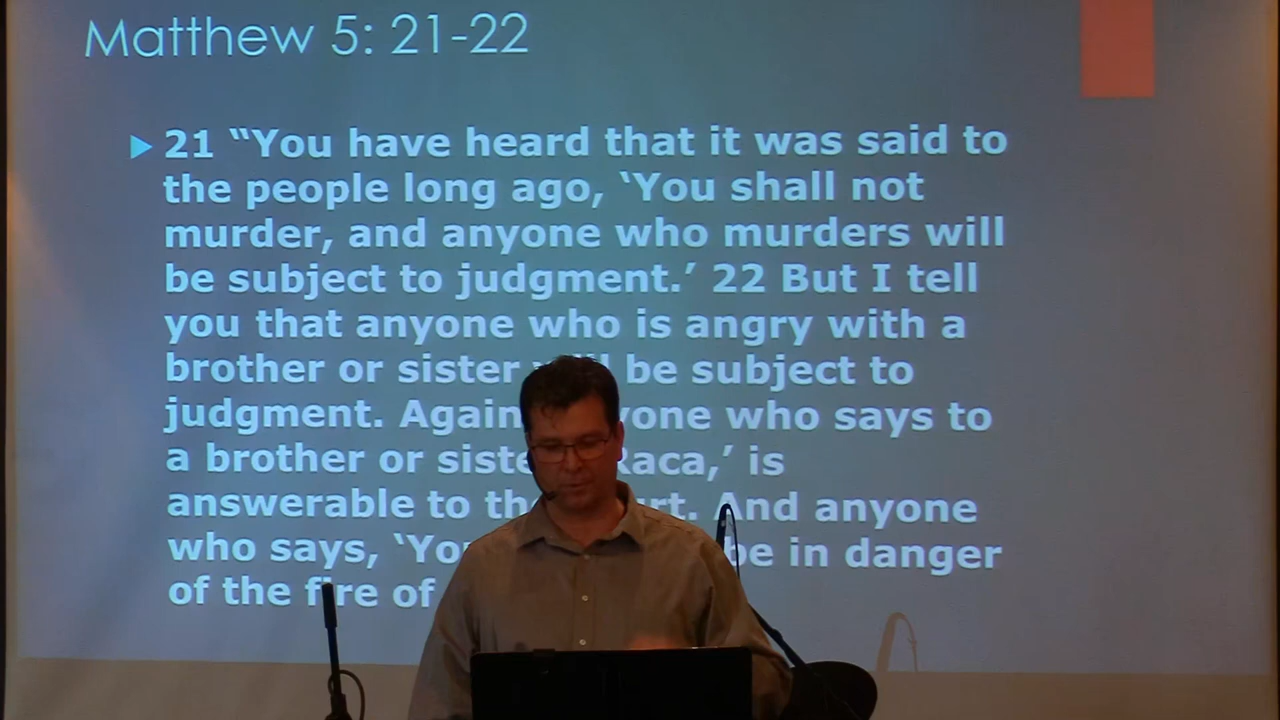 Matthew 5: 21-22
21 “You have heard that it was said to
the people long ago, ‘You shall not
murder, and anyone who murders will
be subject to judgment.’ 22 But I tell
you that anyone who is angry with a
brother or sister be subject to
judgment. Again who says to
a brother or is
answerable to And anyone
who says, be in danger
of the fire of